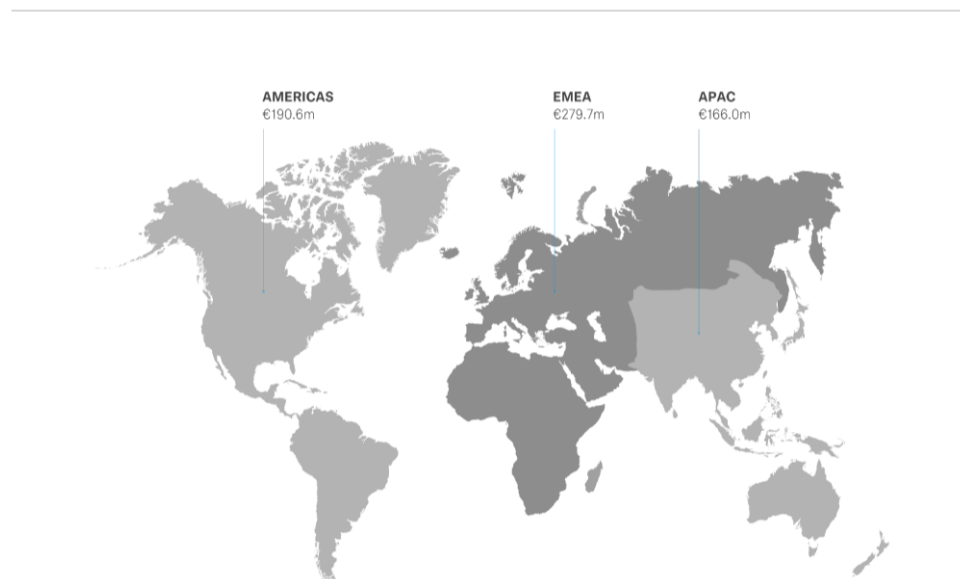 AMERICAS
€190.6m
EMEA
€279.7m
APAC
€166.0m